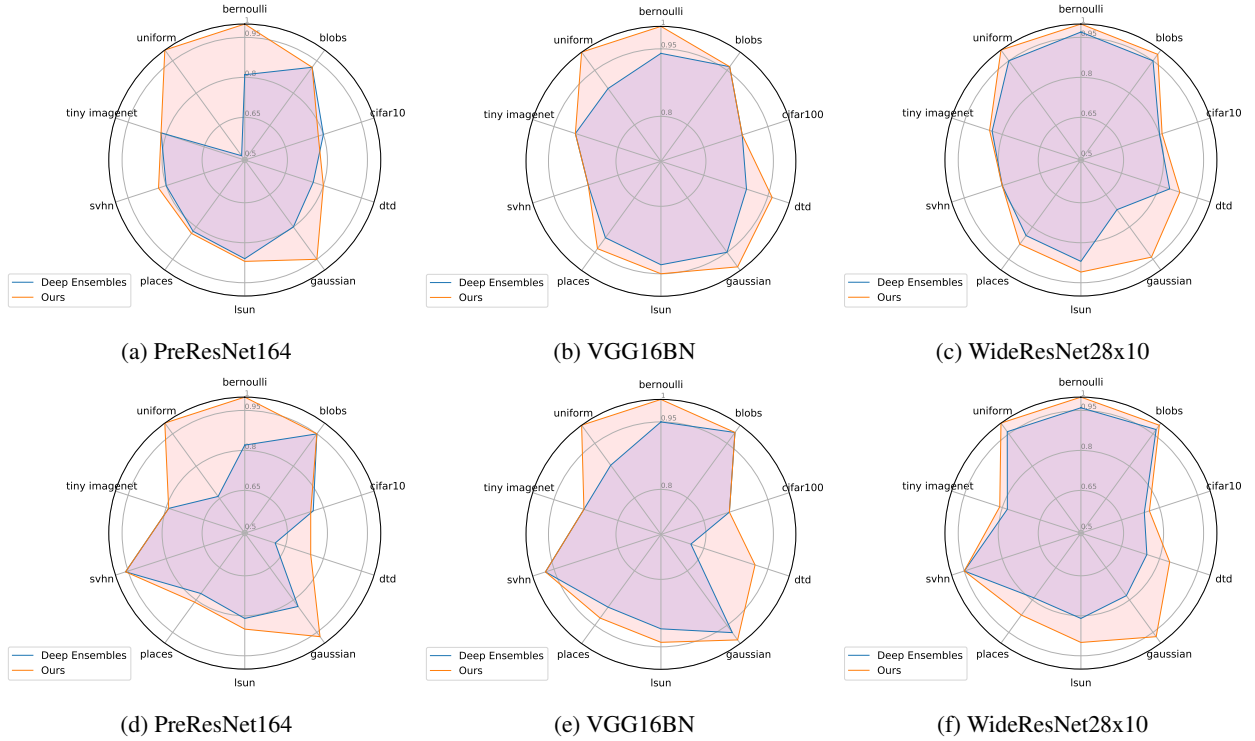 bernoulli
uniform
blobs
tiny imagenet
cifar10
svhn
dtd
places
gaussian
lsun
1
0.95
0.8
0.65
0.5
Deep Ensembles
Ours
(a) PreResNet164
bernoulli
uniform
blobs
cifar100
svhn
dtd
places
gaussian
lsun
tiny imagenet
1
0.95
0.8
Deep Ensembles
Ours
(b) VGG16BN
bernoulli
uniform
blobs
tiny imagenet
cifar10
svhn
dtd
places
gaussian
lsun
1
0.95
0.8
0.65
0.5
Deep Ensembles
Ours
(c) WideResNet28x10
bernoulli
uniform
blobs
tiny imagenet
cifar10
svhn
dtd
places
gaussian
lsun
1
0.95
0.8
0.65
0.5
Deep Ensembles
Ours
(d) PreResNet164
bernoulli
uniform
blobs
tiny imagenet
cifar100
svhn
dtd
places
gaussian
lsun
1
0.95
0.8
Deep Ensembles
Ours
(e) VGG16BN
bernoulli
uniform
blobs
tiny imagenet
cifar10
svhn
dtd
places
gaussian
lsun
1
0.95
0.8
0.65
0.5
Deep Ensembles
Ours
(f) WideResNet28x10